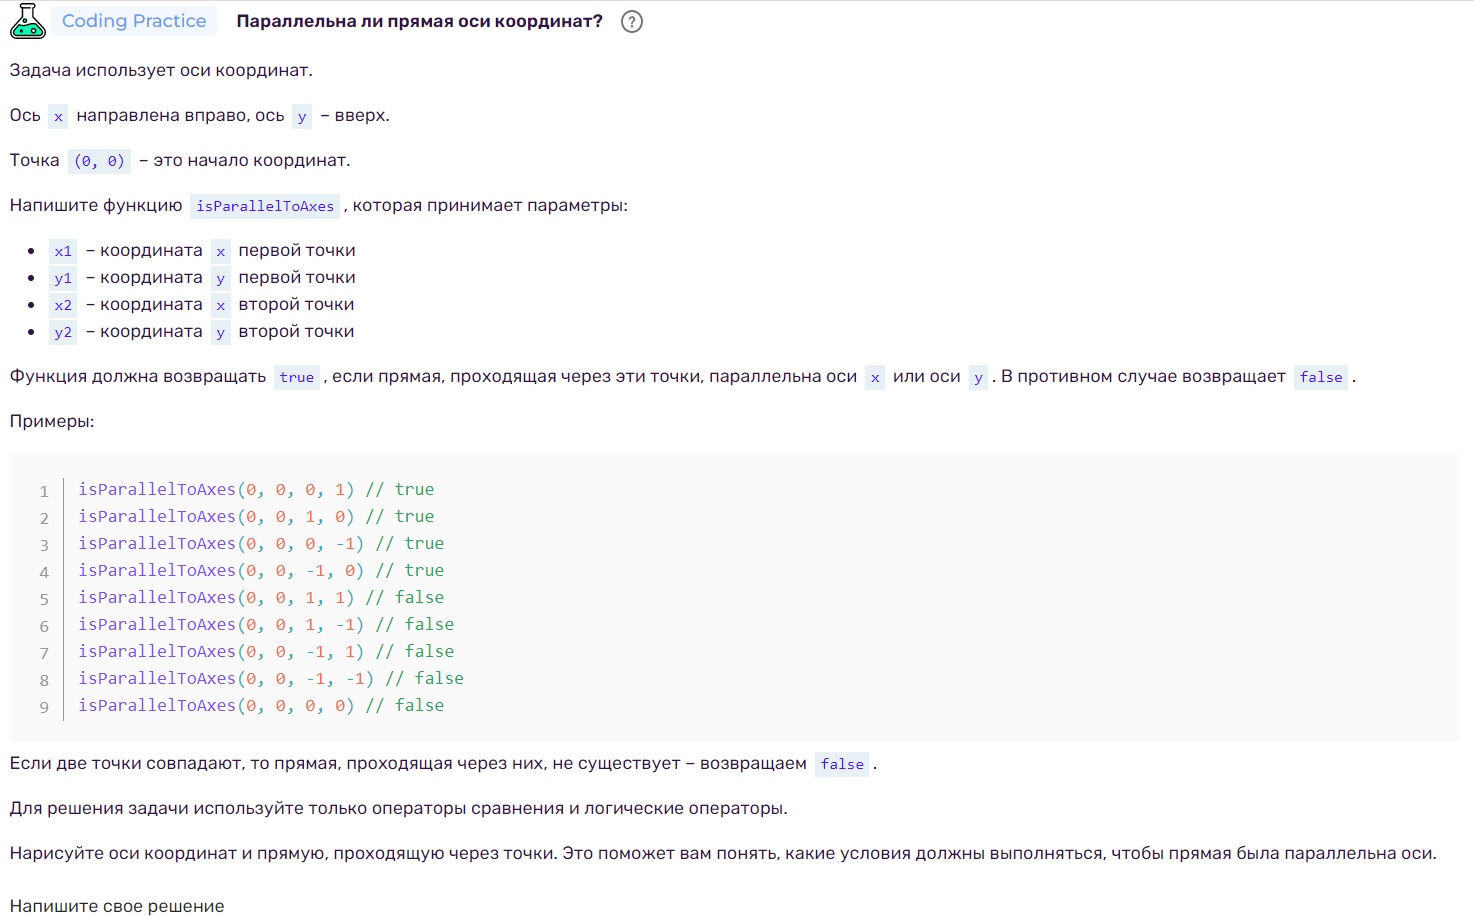 Coding Practice Параллельна ли прямая оси координат? ?
Задача использует оси координат.
Ось x направлена вправо, ось y – вверх.
Точка (0, 0) – это начало координат.
Напишите функцию isParallelToAxes, которая принимает параметры:
• x1 – координата x первой точки
• y1 – координата y первой точки
• x2 – координата x второй точки
• y2 – координата y второй точки
Функция должна возвращать true, если прямая, проходящая через эти точки, параллельна оси x или оси y. В противном случае возвращает false.
Примеры:
1 isParallelToAxes(0, 0, 0, 1) // true
2 isParallelToAxes(0, 0, 1, 0) // true
3 isParallelToAxes(0, 0, 0, -1) // true
4 isParallelToAxes(0, 0, -1, 0) // true
5 isParallelToAxes(0, 0, 1, 1) // false
6 isParallelToAxes(0, 0, 1, -1) // false
7 isParallelToAxes(0, 0, -1, 1) // false
8 isParallelToAxes(0, 0, -1, -1) // false
9 isParallelToAxes(0, 0, 0, 0) // false
Если две точки совпадают, то прямая, проходящая через них, не существует – возвращаем false.
Для решения задачи используйте только операторы сравнения и логические операторы.
Нарисуйте оси координат и прямую, проходящую через точки. Это поможет вам понять, какие условия должны выполняться, чтобы прямая была параллельна оси.
Напишите свое решение